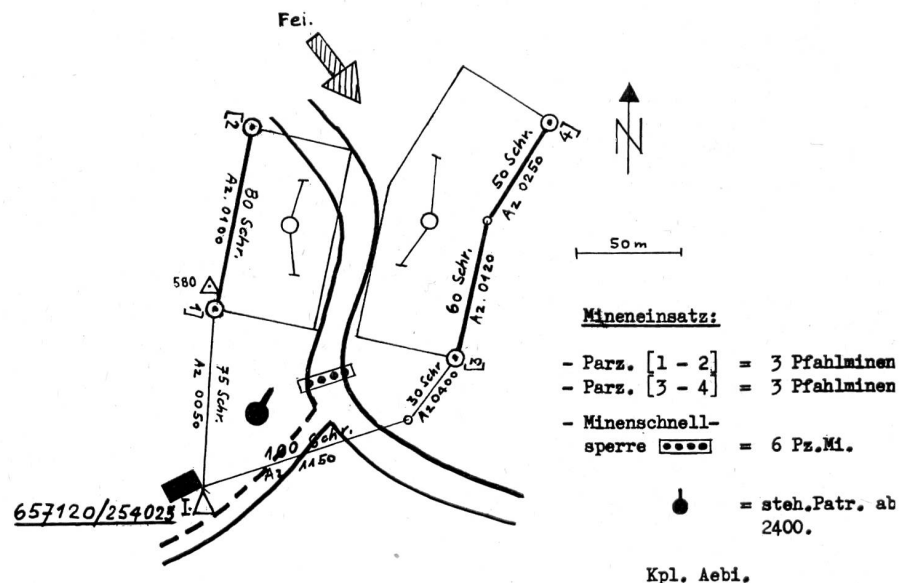 Fei.
[2]
4]
50 Schr.
Az 0250
N
80 Schr.
Az. 0100
60 Schr.
Az. 0120
50 m
580
1]
[3]
30 Schr
Az 0400
75 Schr.
Az 0050
100 Schr.
Az 1150
I.
657120/254025
Mineneinsatz:
- Parz. [1 - 2] = 3 Pfahlminen
- Parz. [3 - 4] = 3 Pfahlminen
- Minenschnell-
sperre = 6 Pz.Mi.
= steh.Patr. ab
2400.
Kpl. Aebi.